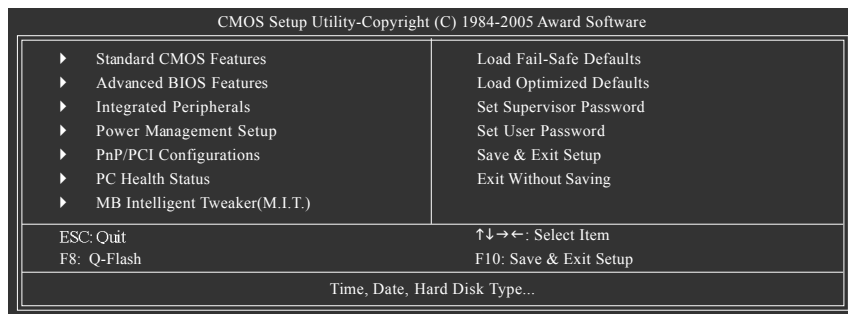 CMOS Setup Utility-Copyright (C) 1984-2005 Award Software
Standard CMOS Features
Advanced BIOS Features
Integrated Peripherals
Power Management Setup
PnP/PCI Configurations
PC Health Status
MB Intelligent Tweaker(M.I.T.)
Load Fail-Safe Defaults
Load Optimized Defaults
Set Supervisor Password
Set User Password
Save & Exit Setup
Exit Without Saving
ESC: Quit
↑↓→←: Select Item
F8: Q-Flash
F10: Save & Exit Setup
Time, Date, Hard Disk Type...